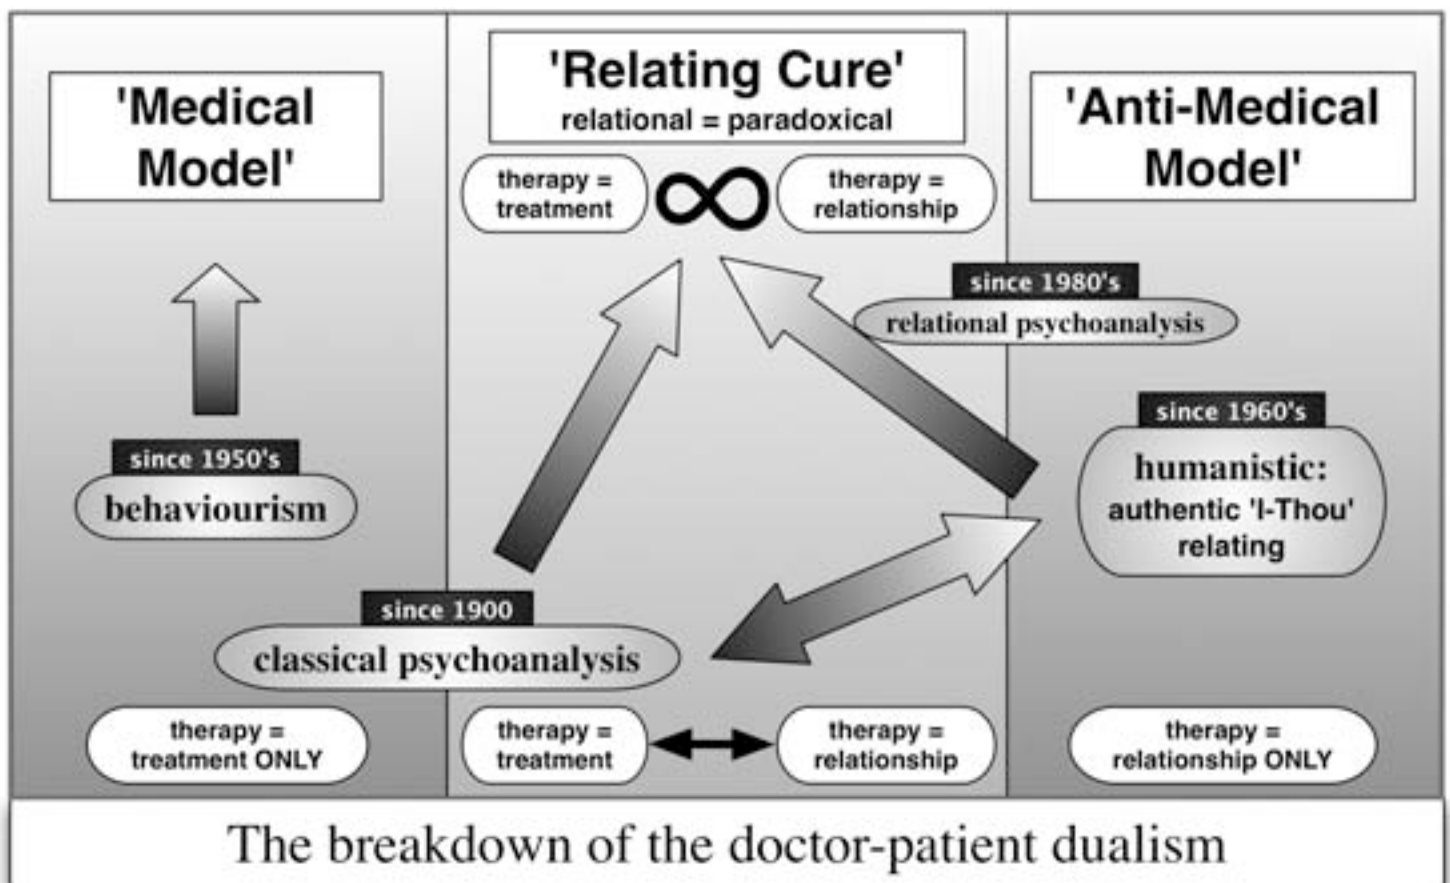 'Medical
Model'
'Relating Cure'
relational = paradoxical
'Anti-Medical
Model'
therapy =
treatment
therapy =
relationship
since 1980's
relational psychoanalysis
since 1960's
humanistic:
authentic 'I-Thou'
relating
since 1950's
behaviourism
since 1900
classical psychoanalysis
therapy =
treatment ONLY
therapy =
treatment
therapy =
relationship
therapy =
relationship ONLY
The breakdown of the doctor-patient dualism